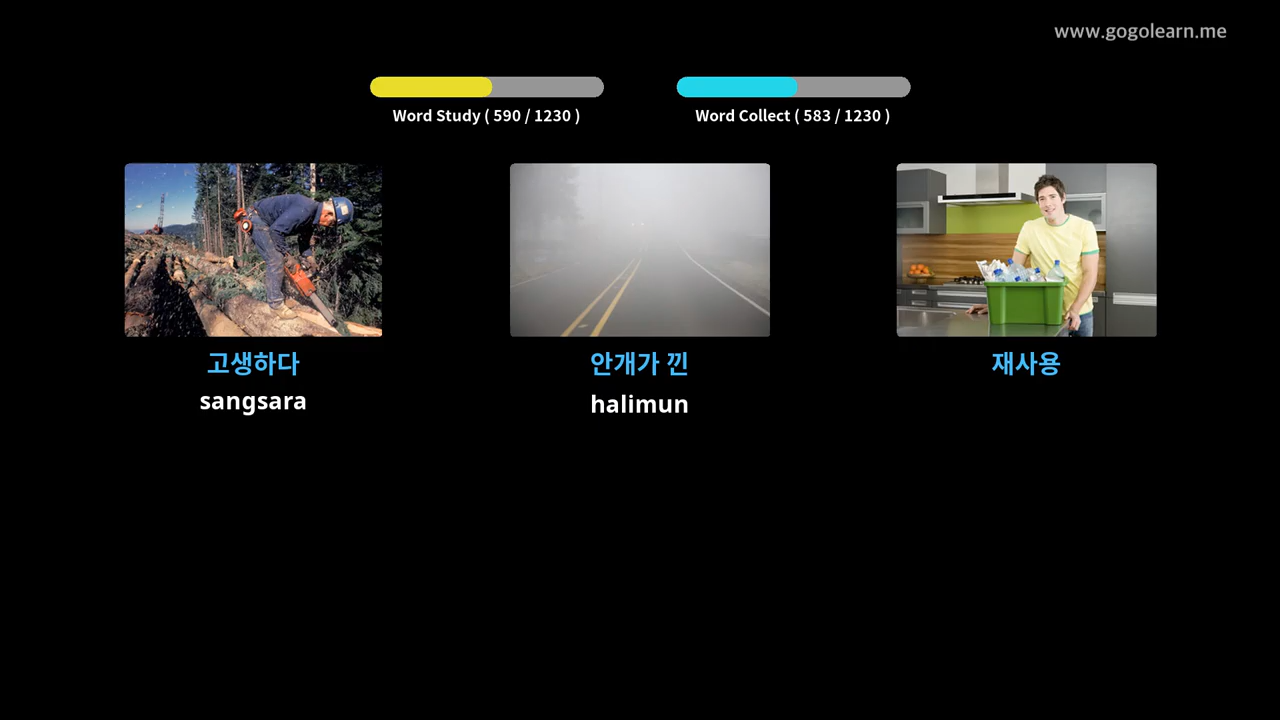 www.gogolearn.me
Word Study ( 590 / 1230 )
Word Collect ( 583 / 1230 )
고생하다
안개가 낀
재사용
sangsara
halimun